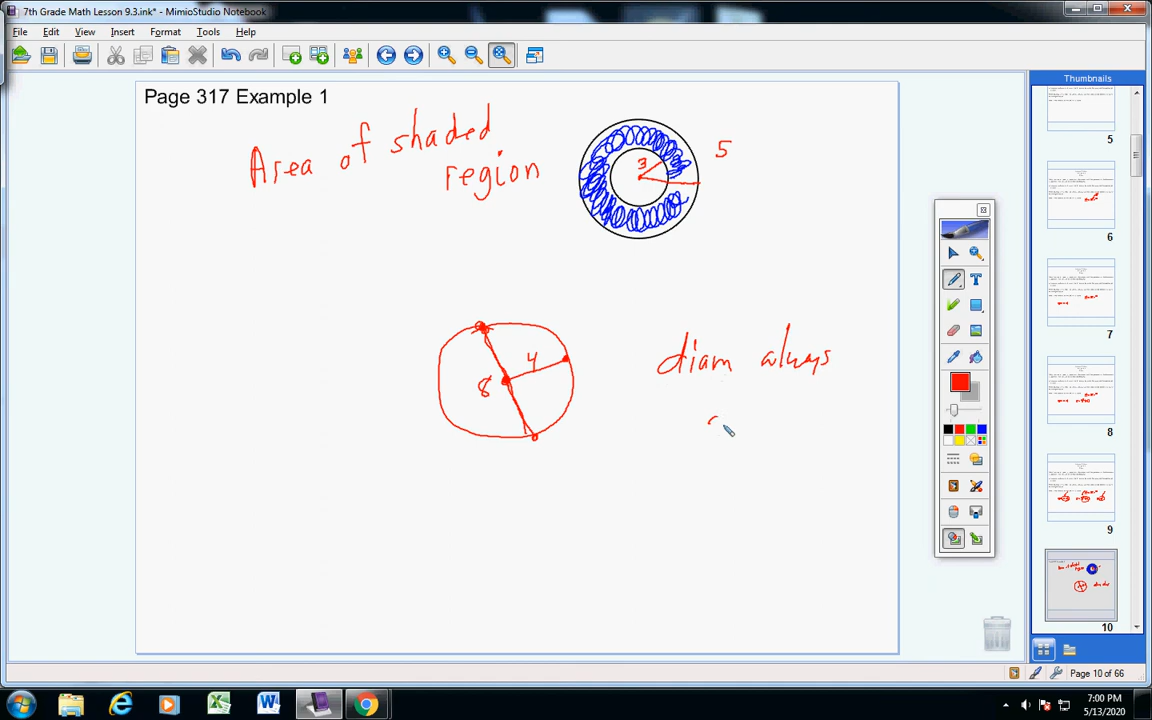 7th Grade Math Lesson 9.3.ink* - MimioStudio Notebook
File Edit View Insert Format Tools Help
Page 317 Example 1
Area of shaded
region
3
5
8
4
diam always
Thumbnails
5
6
7
8
9
10
Page 10 of 66
7:00 PM
5/13/2020